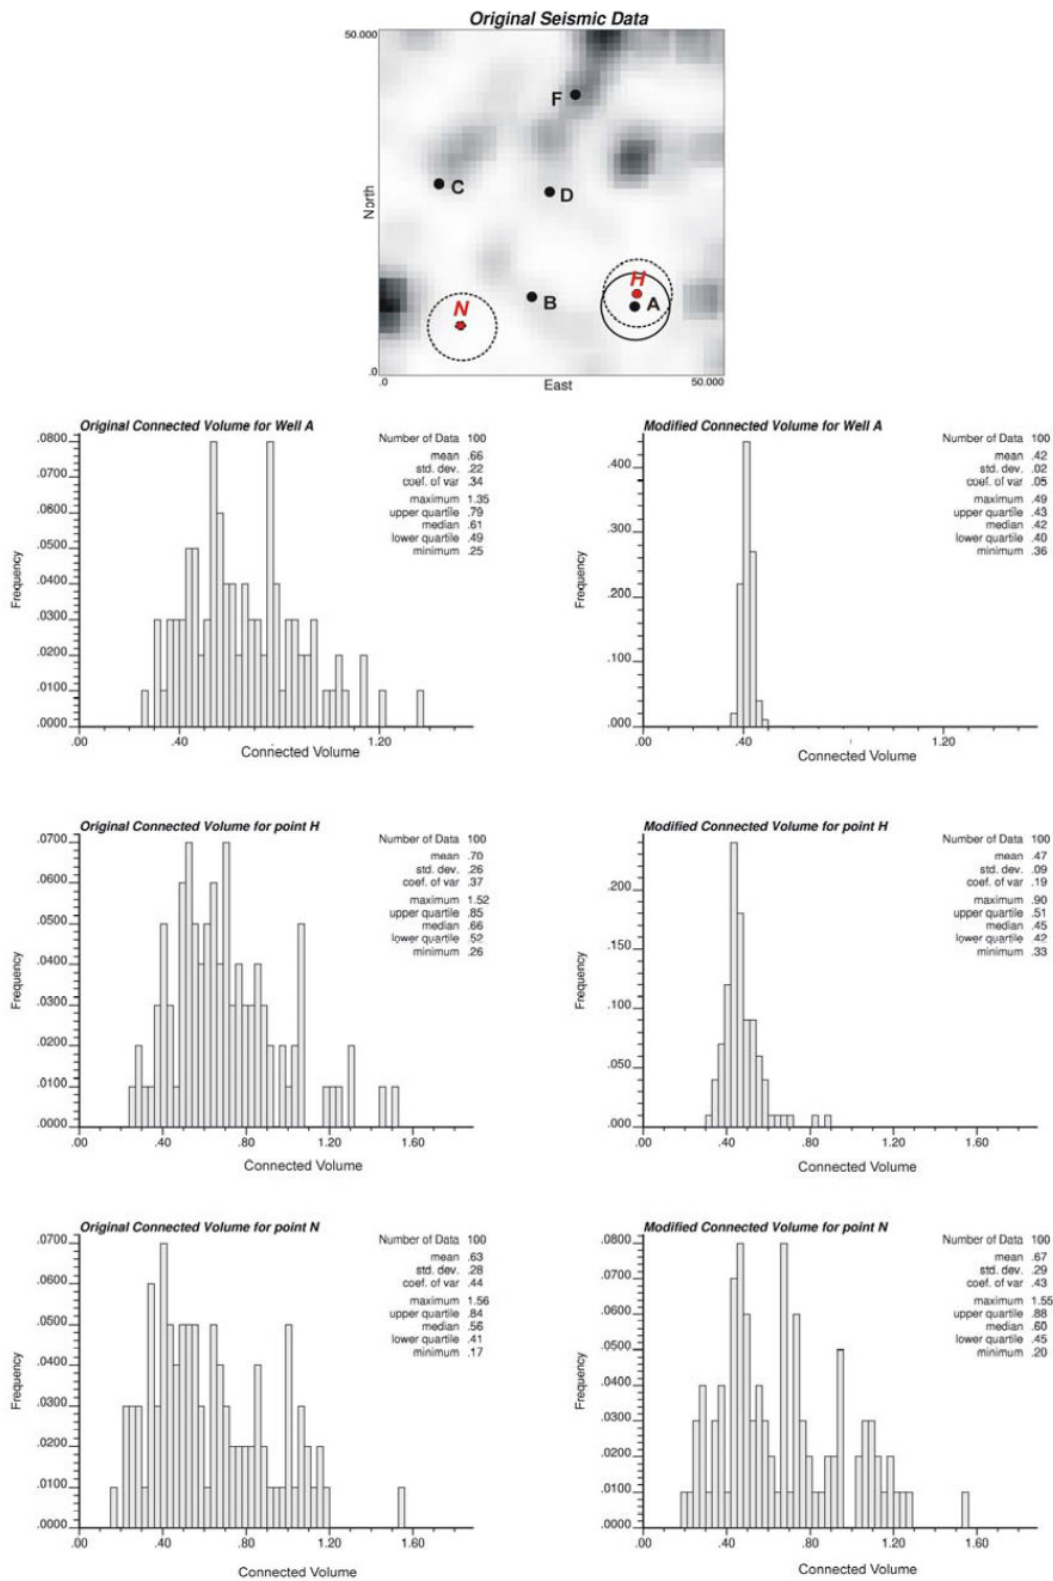 Original Seismic Data
50.000
F
C
D
North
H
N
B
A
.0
.0
50.000
East
Original Connected Volume for Well A
.0800
.0700
.0600
.0500
.0400
.0300
.0200
.0100
.0000
Frequency
Number of Data 100
mean .66
std. dev. .22
coef. of var .34
maximum 1.35
upper quartile .79
median .61
lower quartile .49
minimum .25
.00 .40 1.20
Connected Volume
Modified Connected Volume for Well A
.400
.300
.200
.100
.000
Frequency
Number of Data 100
mean .42
std. dev. .02
coef. of var .05
maximum .49
upper quartile .43
median .42
lower quartile .40
minimum .36
.00 .40 1.20
Connected Volume
Original Connected Volume for point H
.0700
.0600
.0500
.0400
.0300
.0200
.0100
.0000
Frequency
Number of Data 100
mean .70
std. dev. .26
coef. of var .37
maximum 1.52
upper quartile .85
median .66
lower quartile .52
minimum .26
.00 .40 .80 1.20 1.60
Connected Volume
Modified Connected Volume for point H
.200
.150
.100
.050
.000
Frequency
Number of Data 100
mean .47
std. dev. .09
coef. of var .19
maximum .90
upper quartile .51
median .45
lower quartile .42
minimum .33
.00 .40 .80 1.20 1.60
Connected Volume
Original Connected Volume for point N
.0700
.0600
.0500
.0400
.0300
.0200
.0100
.0000
Frequency
Number of Data 100
mean .63
std. dev. .28
coef. of var .44
maximum 1.56
upper quartile .84
median .56
lower quartile .41
minimum .17
.00 .40 .80 1.20 1.60
Connected Volume
Modified Connected Volume for point N
.0800
.0700
.0600
.0500
.0400
.0300
.0200
.0100
.0000
Frequency
Number of Data 100
mean .67
std. dev. .29
coef. of var .43
maximum 1.55
upper quartile .88
median .60
lower quartile .45
minimum .20
.00 .40 .80 1.20 1.60
Connected Volume